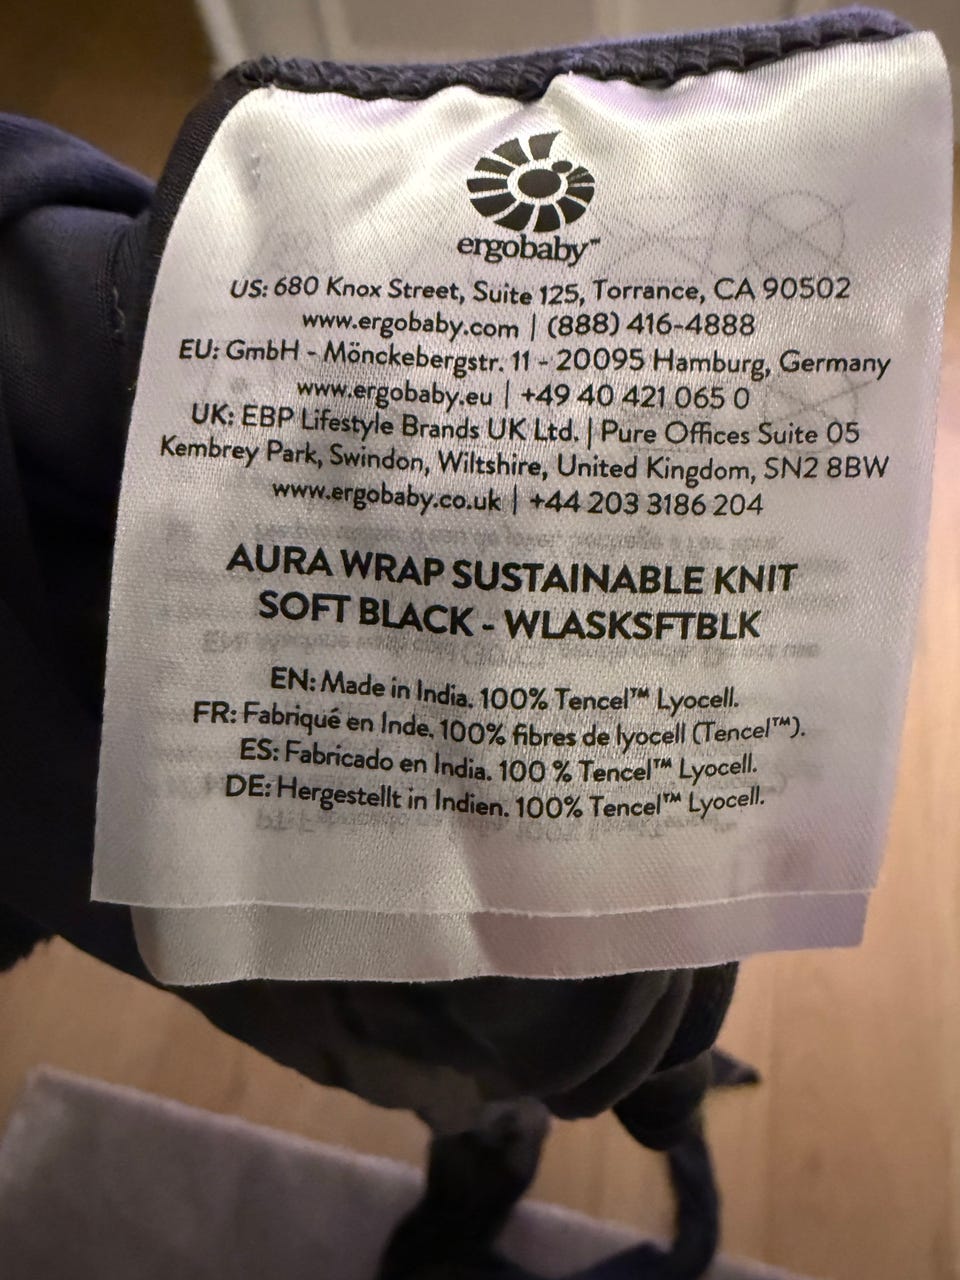 ergobaby™
US: 680 Knox Street, Suite 125, Torrance, CA 90502
www.ergobaby.com | (888) 416-4888
EU: GmbH - Mönckebergstr. 11 - 20095 Hamburg, Germany
www.ergobaby.eu | +49 40 421 065 0
UK: EBP Lifestyle Brands UK Ltd. | Pure Offices Suite 05
Kembrey Park, Swindon, Wiltshire, United Kingdom, SN2 8BW
www.ergobaby.co.uk | +44 203 3186 204
AURA WRAP SUSTAINABLE KNIT
SOFT BLACK - WLASKSFTBLK
EN: Made in India. 100% Tencel™ Lyocell.
FR: Fabriqué en Inde. 100% fibres de lyocell (Tencel™).
ES: Fabricado en India. 100 % Tencel™ Lyocell.
DE: Hergestellt in Indien. 100% Tencel™ Lyocell.